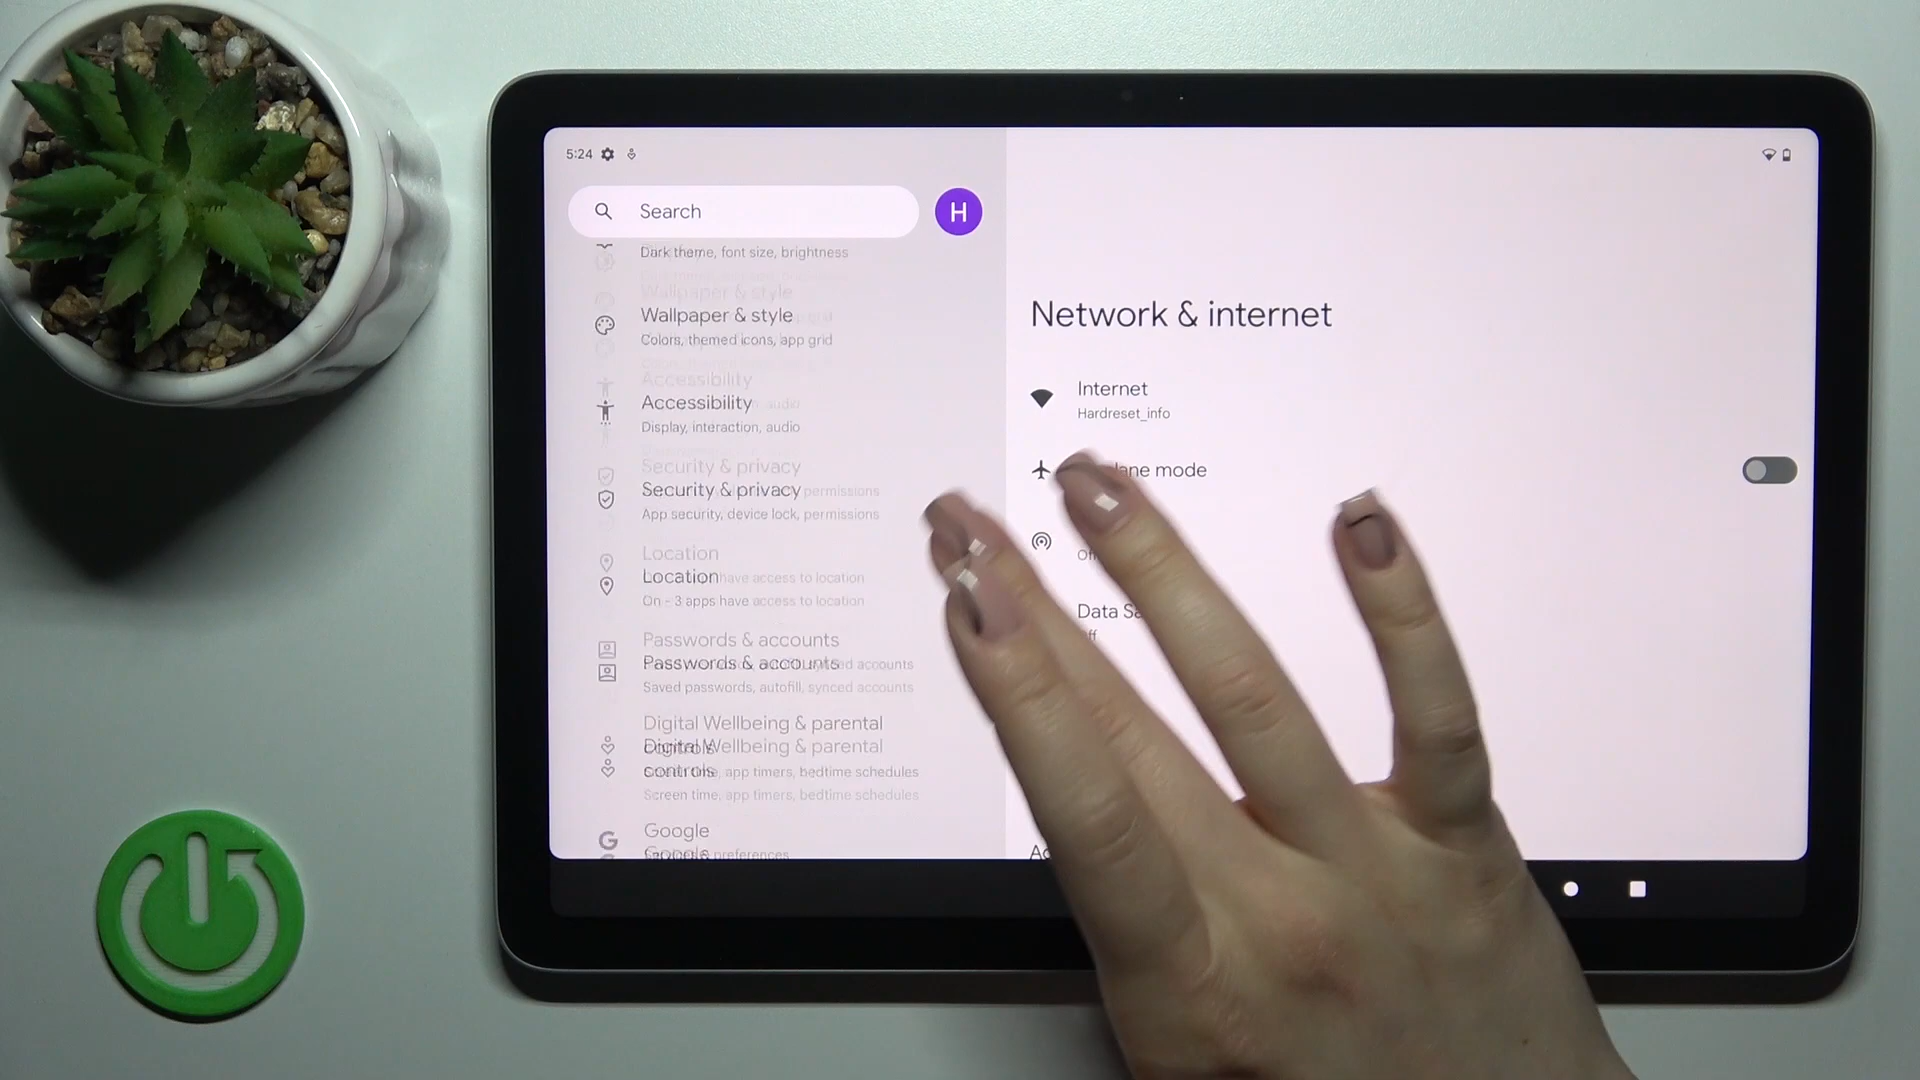 5:24
Search
H
Dark theme, font size, brightness
Wallpaper & style
Colors, themed icons, app grid
Accessibility
Display, interaction, audio
Security & privacy
App security, device lock, permissions
Location
On - 3 apps have access to location
Passwords & accounts
Saved passwords, autofill, synced accounts
Digital Wellbeing & parental
controls
Screen time, app timers, bedtime schedules
Google
Network & internet
Internet
Hardreset_info
mode
Data